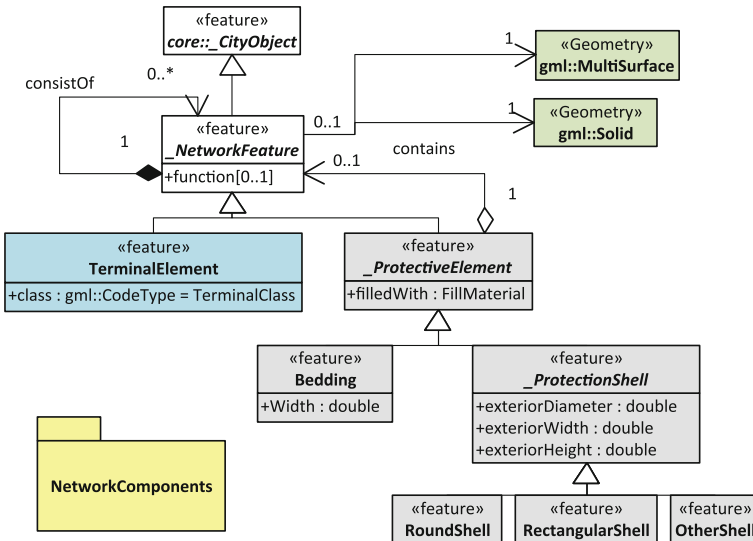 «feature»
core::_CityObject
consistOf
0..*
1
«feature»
_NetworkFeature
+function[0..1]
0..1
1
«Geometry»
gml::MultiSurface
1
«Geometry»
gml::Solid
contains
0..1
1
«feature»
TerminalElement
+class : gml::CodeType = TerminalClass
«feature»
_ProtectiveElement
+filledWith : FillMaterial
«feature»
Bedding
+Width : double
«feature»
_ProtectionShell
+exteriorDiameter : double
+exteriorWidth : double
+exteriorHeight : double
NetworkComponents
«feature»
RoundShell
«feature»
RectangularShell
«feature»
OtherShell